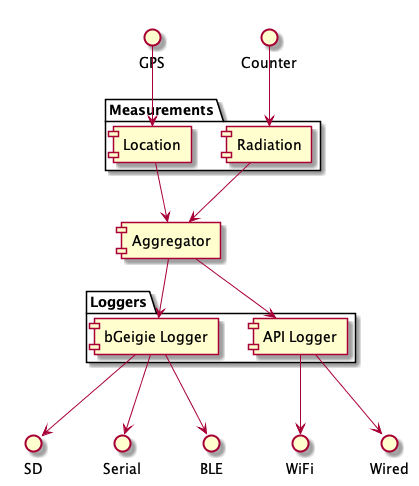 GPS
Counter
Measurements
Location
Radiation
Aggregator
Loggers
bGeigie Logger
API Logger
SD
Serial
BLE
WiFi
Wired